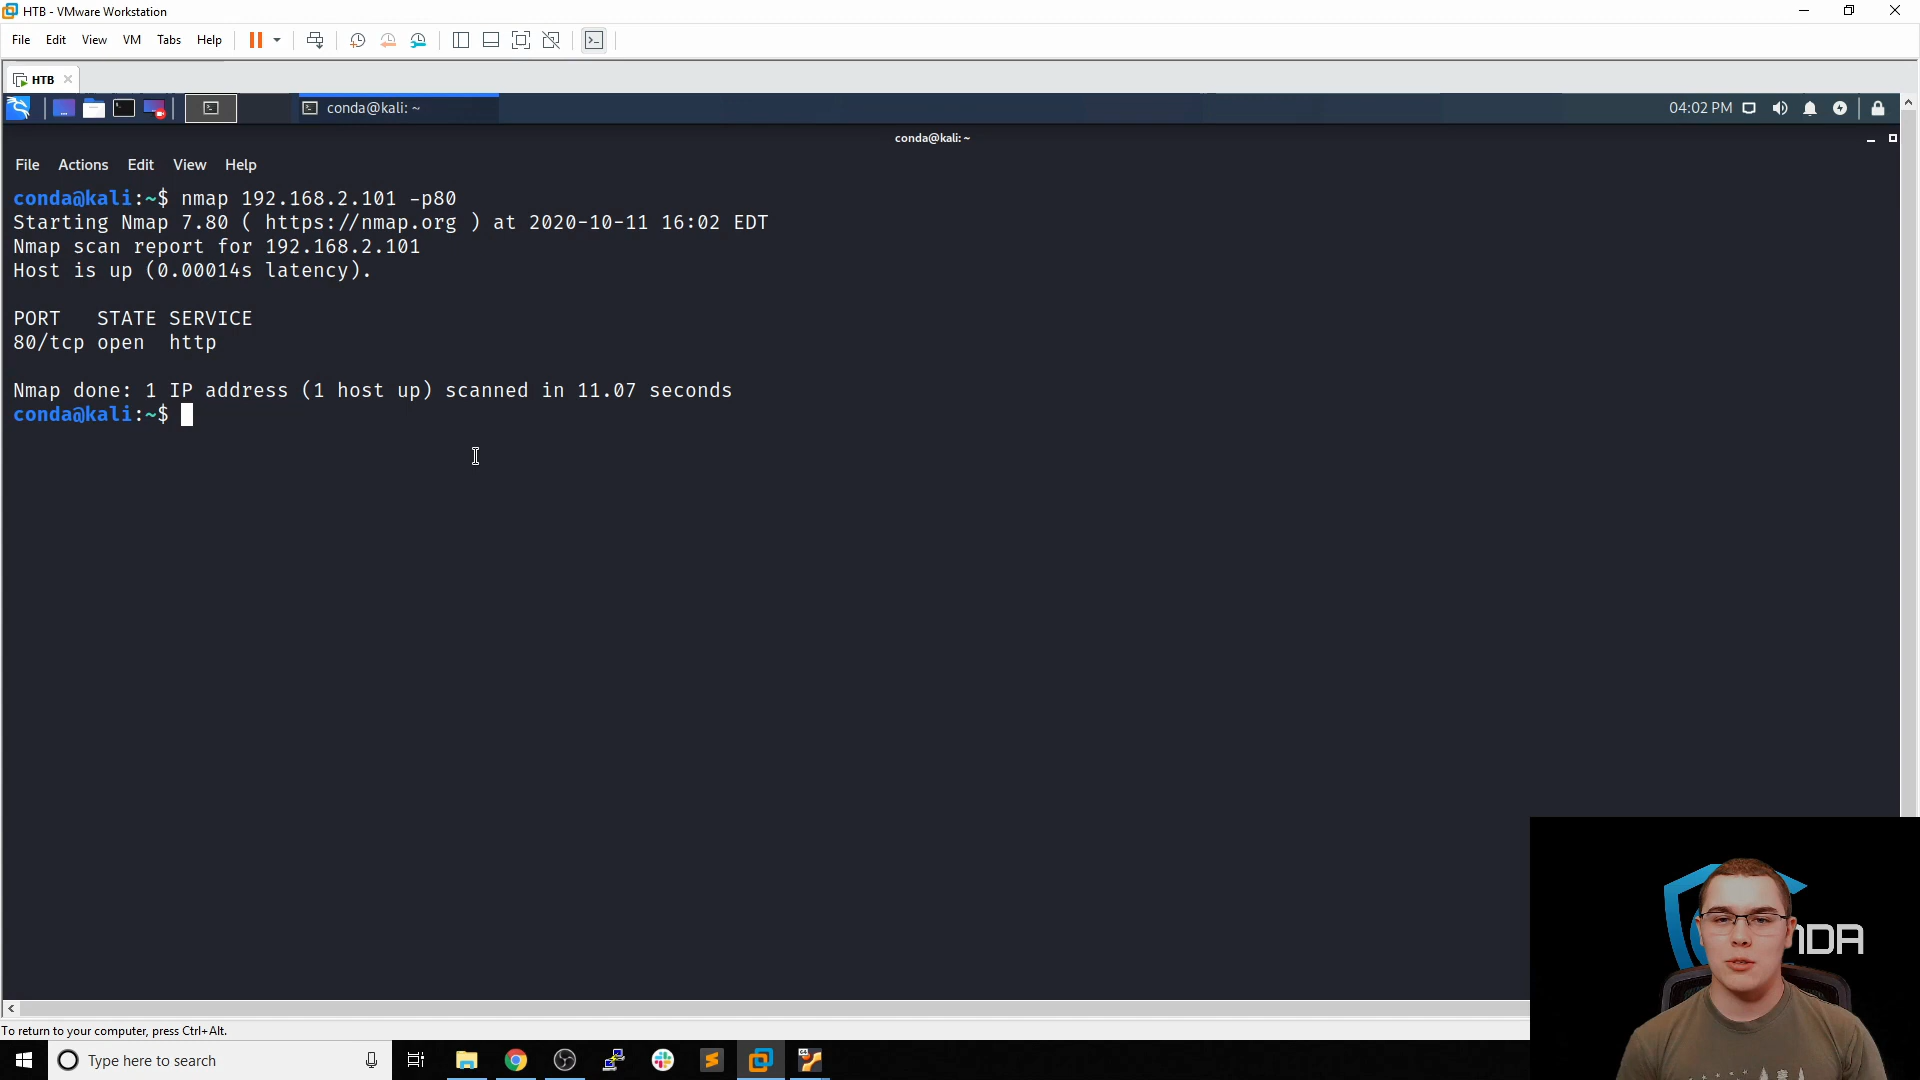 HTB - VMware Workstation
File Edit View VM Tabs Help
HTB
conda@kali: ~
04:02 PM
conda@kali: ~
File Actions Edit View Help
conda@kali:~$ nmap 192.168.2.101 -p80
Starting Nmap 7.80 ( https://nmap.org ) at 2020-10-11 16:02 EDT
Nmap scan report for 192.168.2.101
Host is up (0.00014s latency).
PORT STATE SERVICE
80/tcp open http
Nmap done: 1 IP address (1 host up) scanned in 11.07 seconds
conda@kali:~$
NDA
To return to your computer, press Ctrl+Alt.
Type here to search